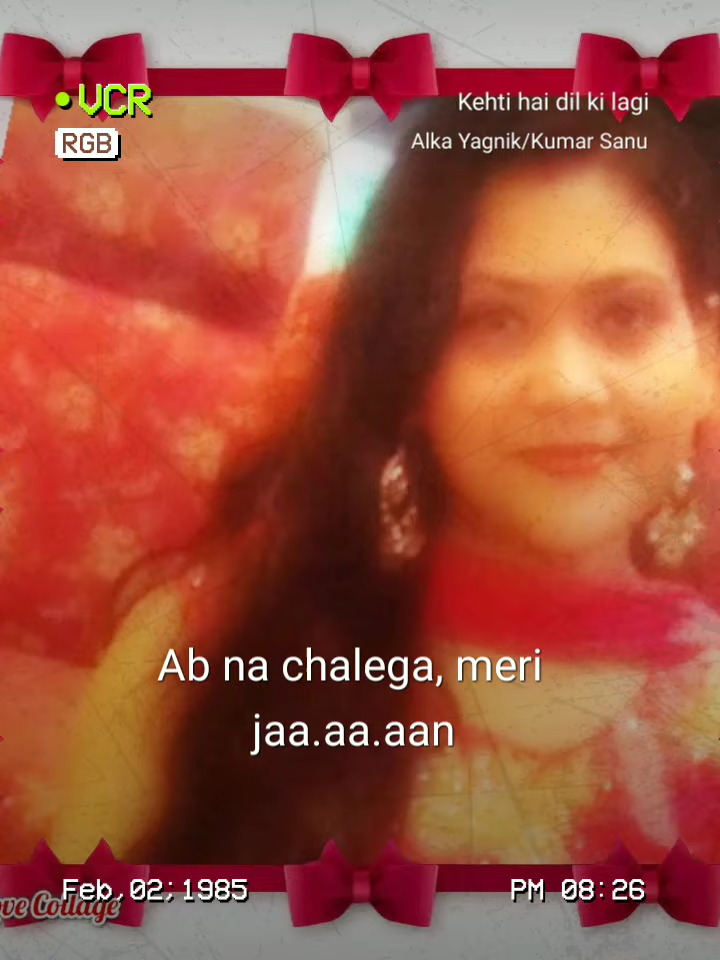 VCR
RGB
Kehti hai dil ki lagi
Alka Yagnik/Kumar Sanu
Ab na chalega, meri
jaa.aa.aan
Feb,02;1985
PM 08:26
ove Collage